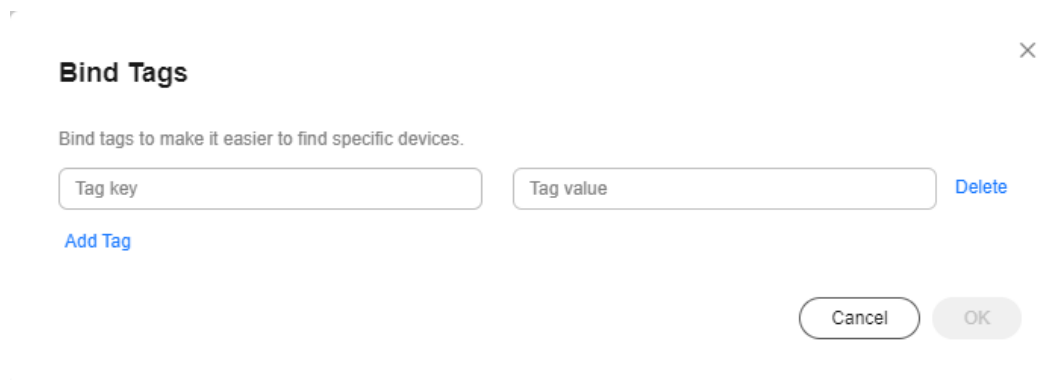 Bind Tags
Bind tags to make it easier to find specific devices.
Tag key
Tag value
Delete
Add Tag
Cancel
OK